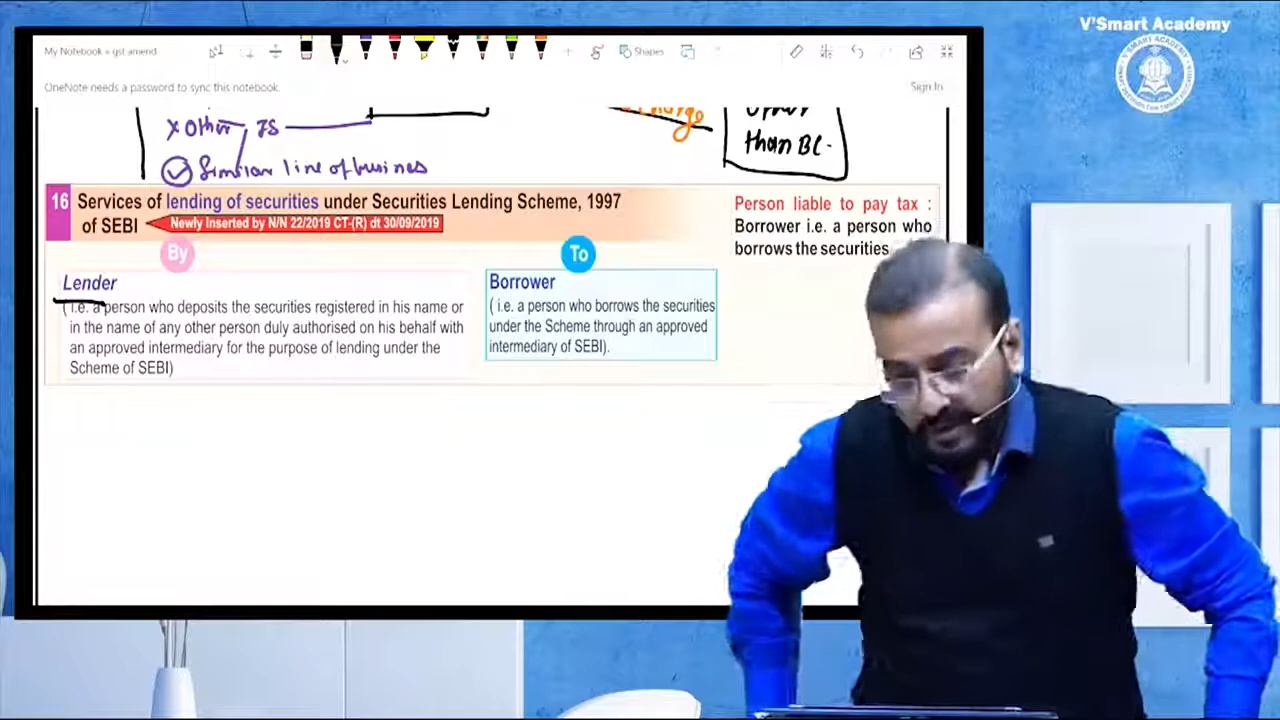 V'Smart Academy
My Notebook » gst amend
Shapes
OneNote needs a password to sync this notebook.
Sign In
x Other JS
Similar line of busines
Other
than BC.
16 Services of lending of securities under Securities Lending Scheme, 1997
of SEBI Newly Inserted by N/N 22/2019 CT-(R) dt 30/09/2019
Person liable to pay tax :
Borrower i.e. a person who
borrows the securities
By
To
Lender
( i.e. a person who deposits the securities registered in his name or
in the name of any other person duly authorised on his behalf with
an approved intermediary for the purpose of lending under the
Scheme of SEBI)
Borrower
( i.e. a person who borrows the securities
under the Scheme through an approved
intermediary of SEBI).